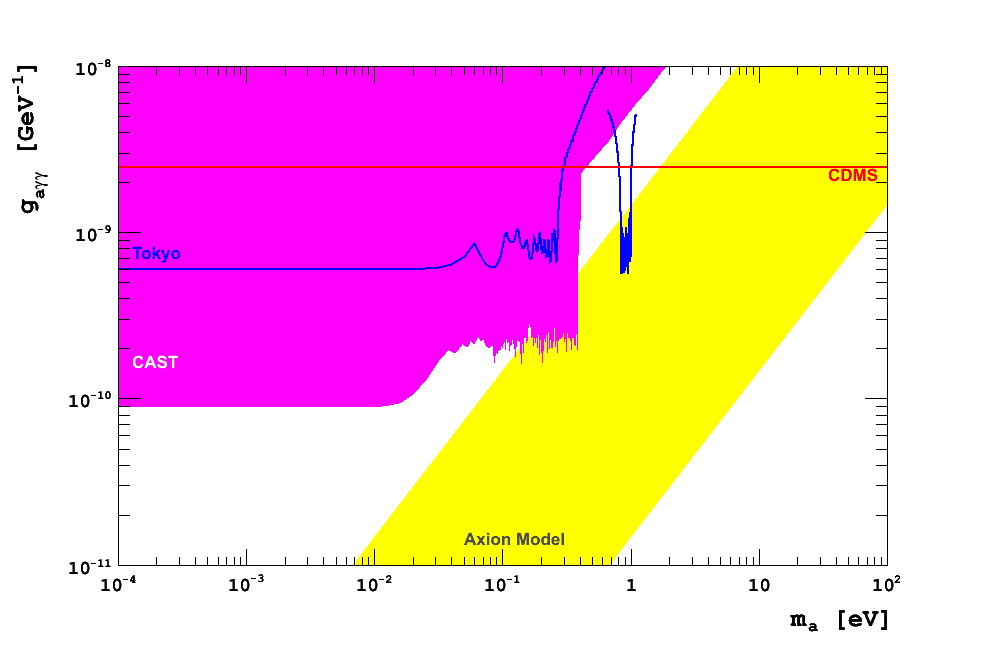 g_aγγ [GeV⁻¹]
10⁻⁸
10⁻⁹
10⁻¹⁰
10⁻¹¹
CDMS
Tokyo
CAST
Axion Model
10⁻⁴ 10⁻³ 10⁻² 10⁻¹ 1 10 10²
m_a [eV]